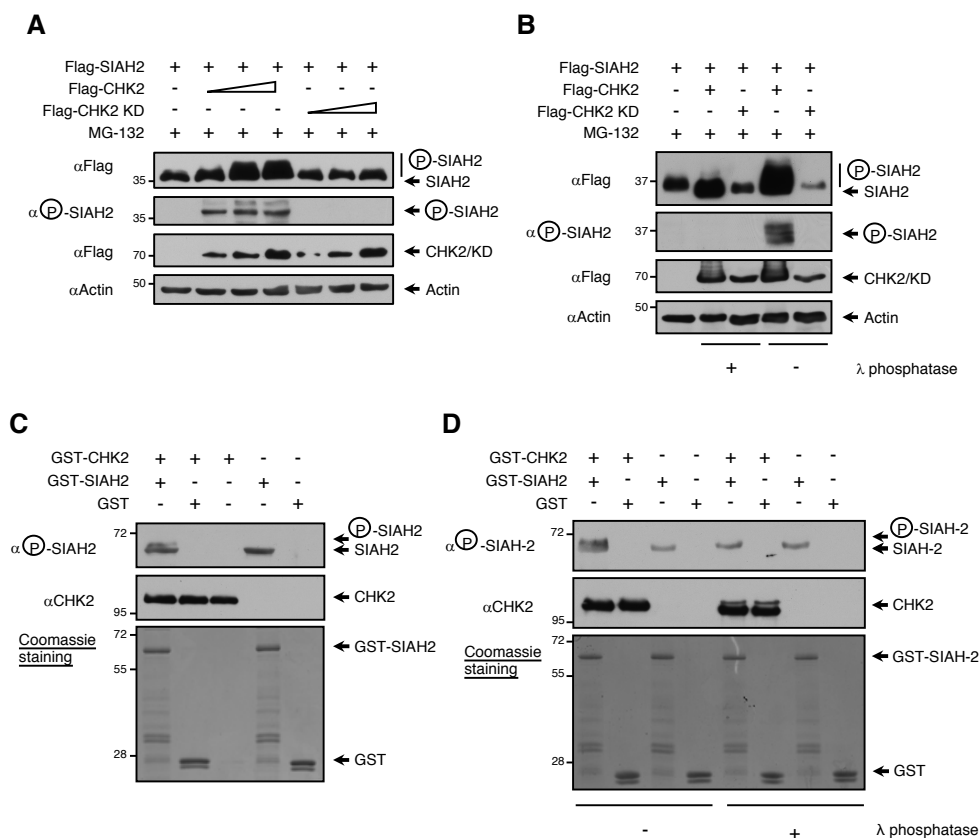 A
Flag-SIAH2 + + + + + + +
Flag-CHK2 - - - -
Flag-CHK2 KD - - - -
MG-132 + + + + + + +
αFlag 35 Ⓟ-SIAH2
SIAH2
αⓅ-SIAH2 35 Ⓟ-SIAH2
αFlag 70 CHK2/KD
αActin 50 Actin
B
Flag-SIAH2 + + + + +
Flag-CHK2 - + - + -
Flag-CHK2 KD - - + - +
MG-132 + + + + +
αFlag 37 Ⓟ-SIAH2
SIAH2
αⓅ-SIAH2 37 Ⓟ-SIAH2
αFlag 70 CHK2/KD
αActin 50 Actin
+ - λ phosphatase
C
GST-CHK2 + + + - -
GST-SIAH2 + - - + -
GST - + - - +
αⓅ-SIAH2 72 Ⓟ-SIAH2
SIAH2
αCHK2 95 CHK2
Coomassie staining 72 GST-SIAH2
55
28 GST
D
GST-CHK2 + + - - + + - -
GST-SIAH2 + - + - + - + -
GST - + - + - + - +
αⓅ-SIAH-2 72 Ⓟ-SIAH-2
SIAH-2
αCHK2 95 CHK2
Coomassie staining 72 GST-SIAH-2
55
28 GST
- + λ phosphatase